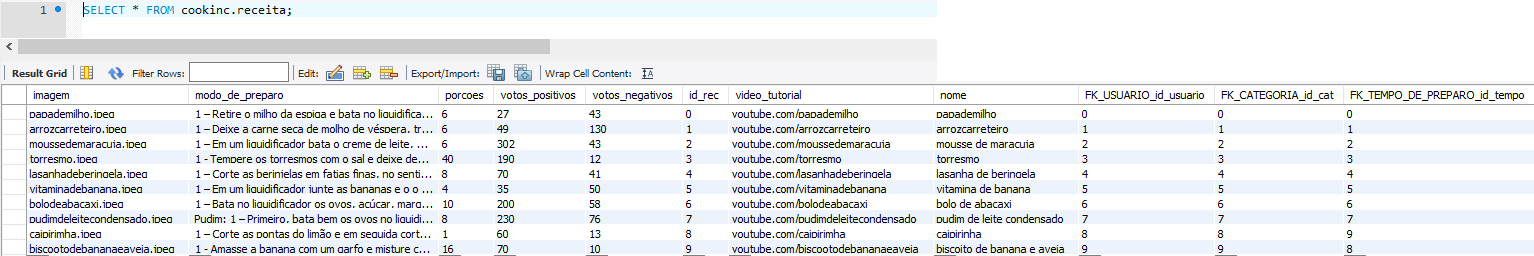 1 SELECT * FROM cookinc.receita;
Result Grid Filter Rows: Edit: Export/Import: Wrap Cell Content:
imagem modo_de_preparo porcoes votos_positivos votos_negativos id_rec video_tutorial nome FK_USUARIO_id_usuario FK_CATEGORIA_id_cat FK_TEMPO_DE_PREPARO_id_tempo
papademilho.jpeg 1 – Retire o milho da espiga e bata no liquidifica... 6 27 43 0 youtube.com/papademilho papademilho 0 0 0
arrozcarreteiro.jpeg 1 – Deixe a carne seca de molho de véspera, tr... 6 49 130 1 youtube.com/arrozcarreteiro arrozcarreteiro 1 1 1
moussedemaracuia.jpeg 1 – Em um liquidificador bata o creme de leite, ... 6 302 43 2 youtube.com/moussedemaracuia mousse de maracuia 2 2 2
torresmo.jpeg 1 - Tempere os torresmos com o sal e deixe de... 40 190 12 3 youtube.com/torresmo torresmo 3 3 3
lasanhadeberingela.jpeg 1 – Corte as berinjelas em fatias finas, no senti... 8 70 41 4 youtube.com/lasanhadeberingela lasanha de beringela 4 4 4
vitaminadebanana.jpeg 1 – Em um liquidificador junte as bananas e o o ... 4 35 50 5 youtube.com/vitaminadebanana vitamina de banana 5 5 5
bolodeabacaxi.jpeg 1 – Bata no liquidificador os ovos, açúcar, marg... 10 200 58 6 youtube.com/bolodeabacaxi bolo de abacaxi 6 6 6
pudimdeleitecondensado.jpeg Pudim: 1 – Primeiro, bata bem os ovos no liquidi... 8 230 76 7 youtube.com/pudimdeleitecondensado pudim de leite condensado 7 7 7
caipirimha.jpeg 1 – Corte as pontas do limão e em seguida cort... 1 60 13 8 youtube.com/caipirimha caipirinha 8 8 9
biscootodebananaeaveia.jpeg 1 - Amasse a banana com um garfo e misture c... 16 70 10 9 youtube.com/biscootodebananaeaveia biscoito de banana e aveia 9 9 8